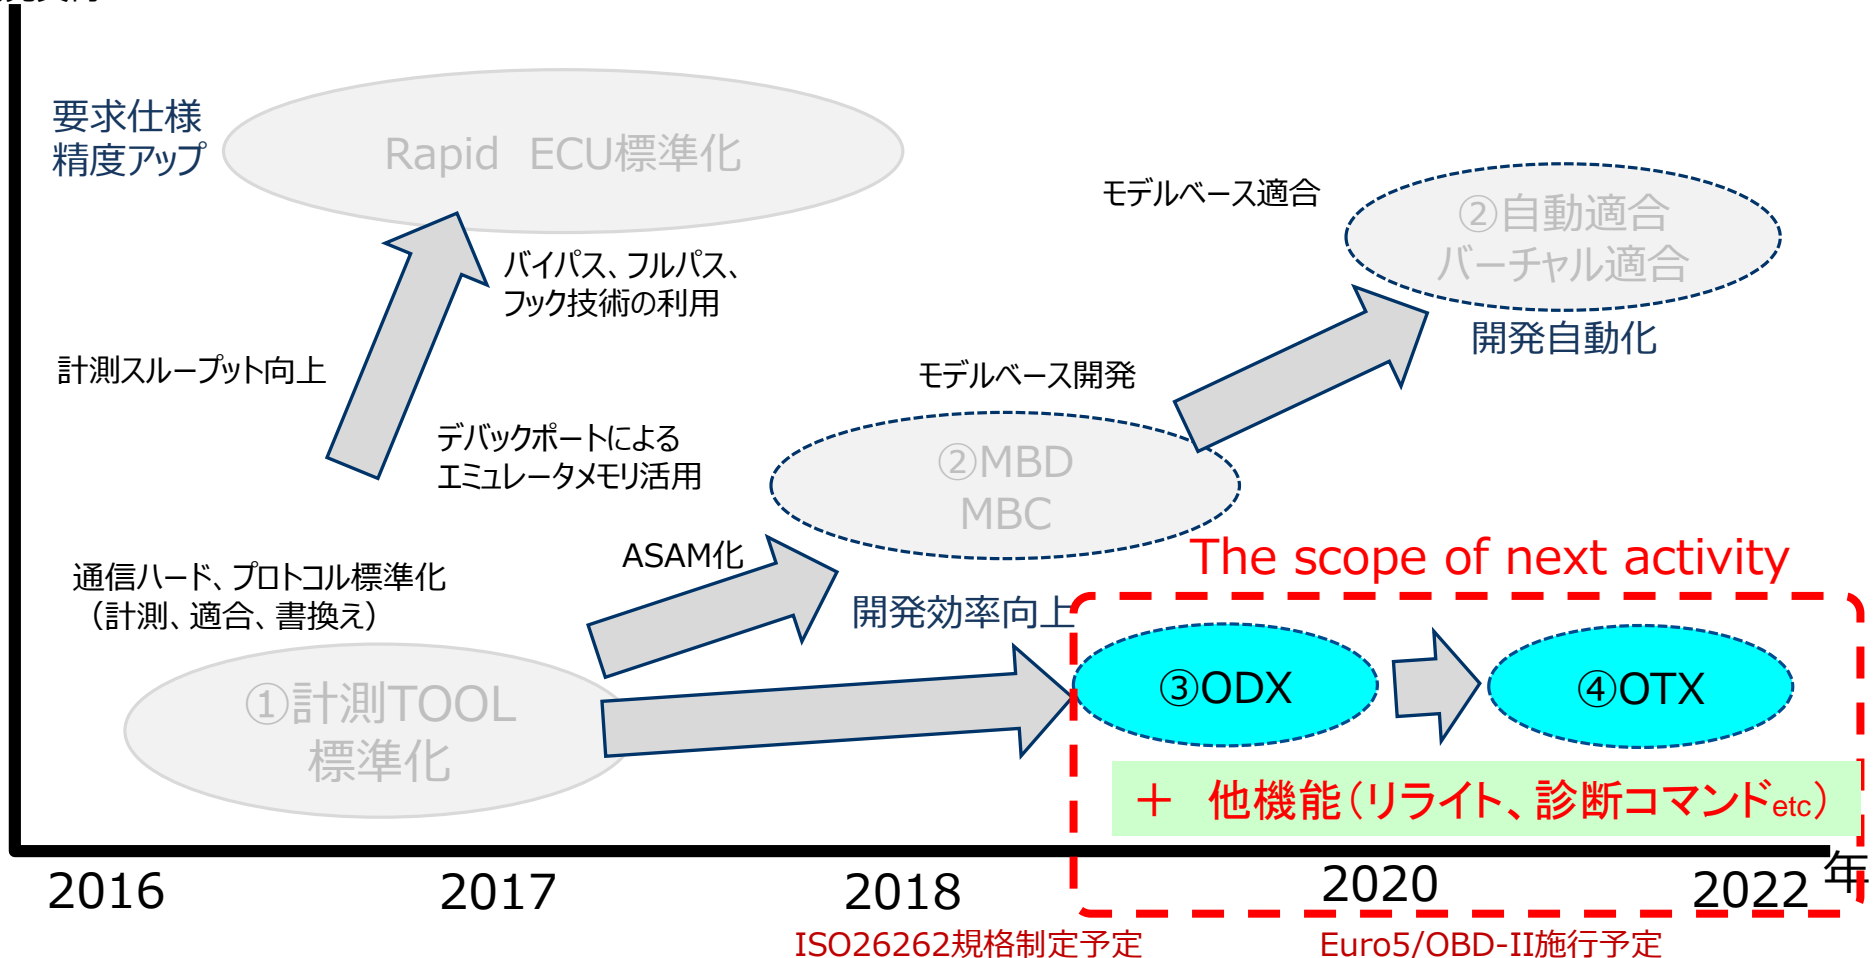 要求仕様
精度アップ
Rapid　ECU標準化
モデルベース適合
②自動適合
バーチャル適合
バイパス、フルパス、
フック技術の利用
開発自動化
計測スループット向上
モデルベース開発
デバックポートによる
エミュレータメモリ活用
②MBD
MBC
ASAM化
The scope of next activity
通信ハード、プロトコル標準化
（計測、適合、書換え）
開発効率向上
①計測TOOL
標準化
③ODX
④OTX
＋　他機能（リライト、診断コマンドetc）
2016
2017
2018
2020
2022
年
ISO26262規格制定予定
Euro5/OBD-II施行予定